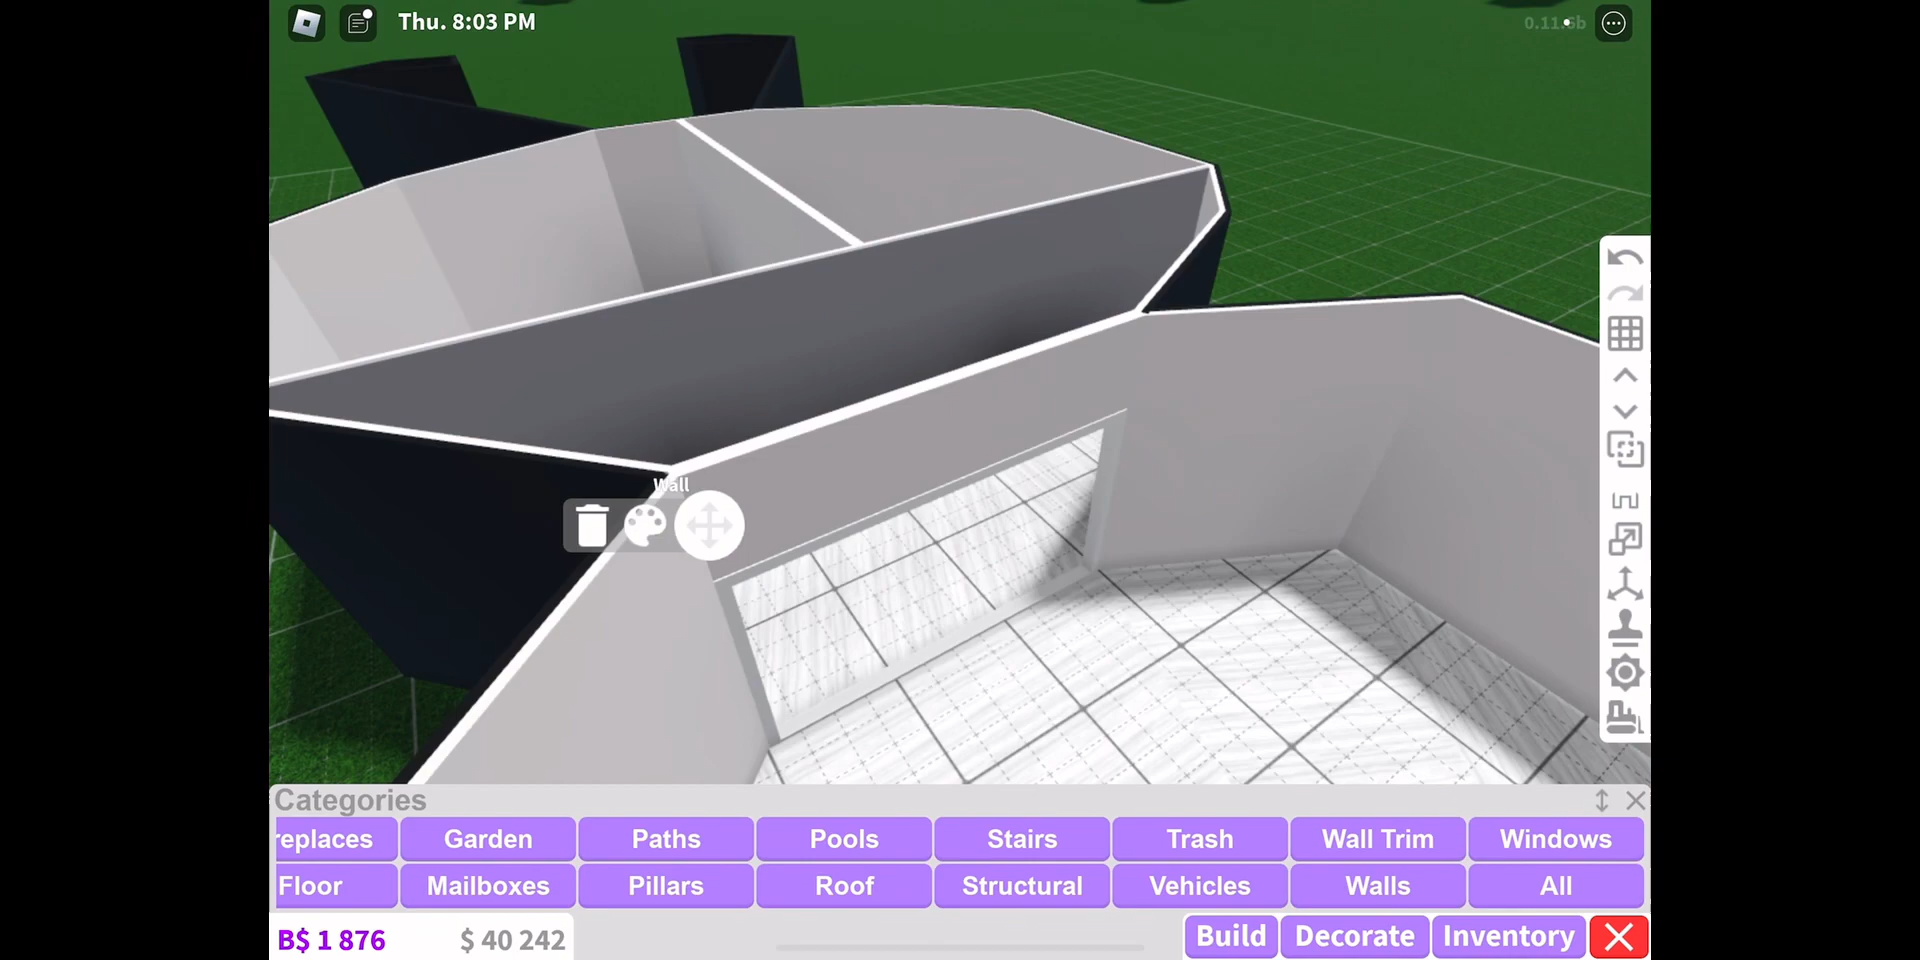 Thu. 8:03 PM
Wall
Categories
replaces Garden Paths Pools Stairs Trash Wall Trim Windows
Floor Mailboxes Pillars Roof Structural Vehicles Walls All
B$ 1 876 $ 40 242 Build Decorate Inventory